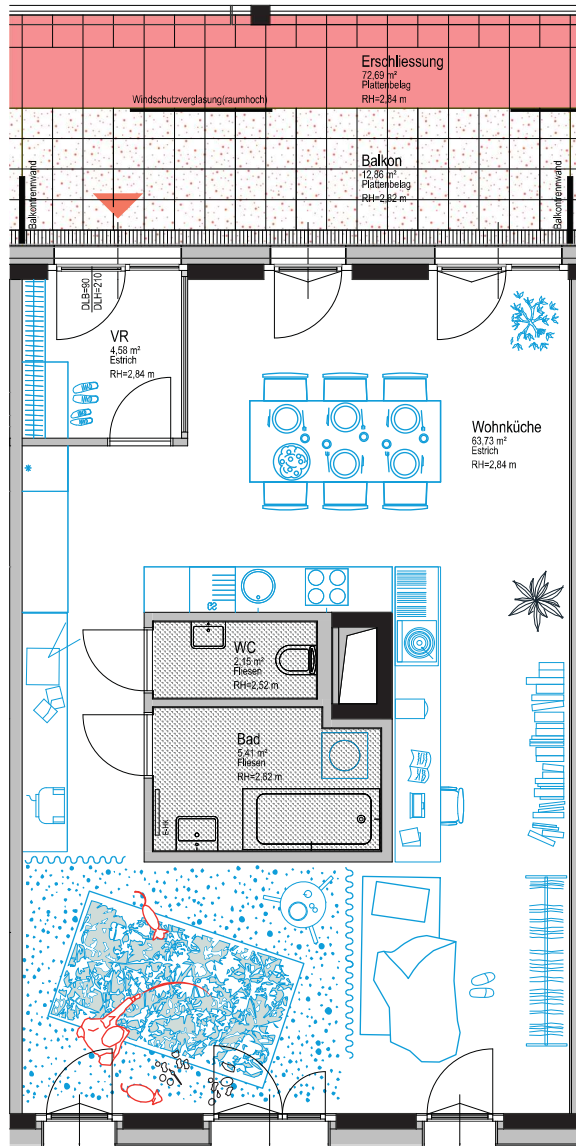 Erschliessung
72,69 m²
Plattenbelag
RH=2,84 m
Windschutzverglasung(raumhoch)
Balkon
12,86 m²
Plattenbelag
RH=2,82 m
Balkontrennwand
Balkontrennwand
DLB=90
DLH=210
VR
4,58 m²
Estrich
RH=2,84 m
Wohnküche
63,73 m²
Estrich
RH=2,84 m
WC
2,15 m²
Fliesen
RH=2,52 m
Bad
5,41 m²
Fliesen
RH=2,62 m
E-HK